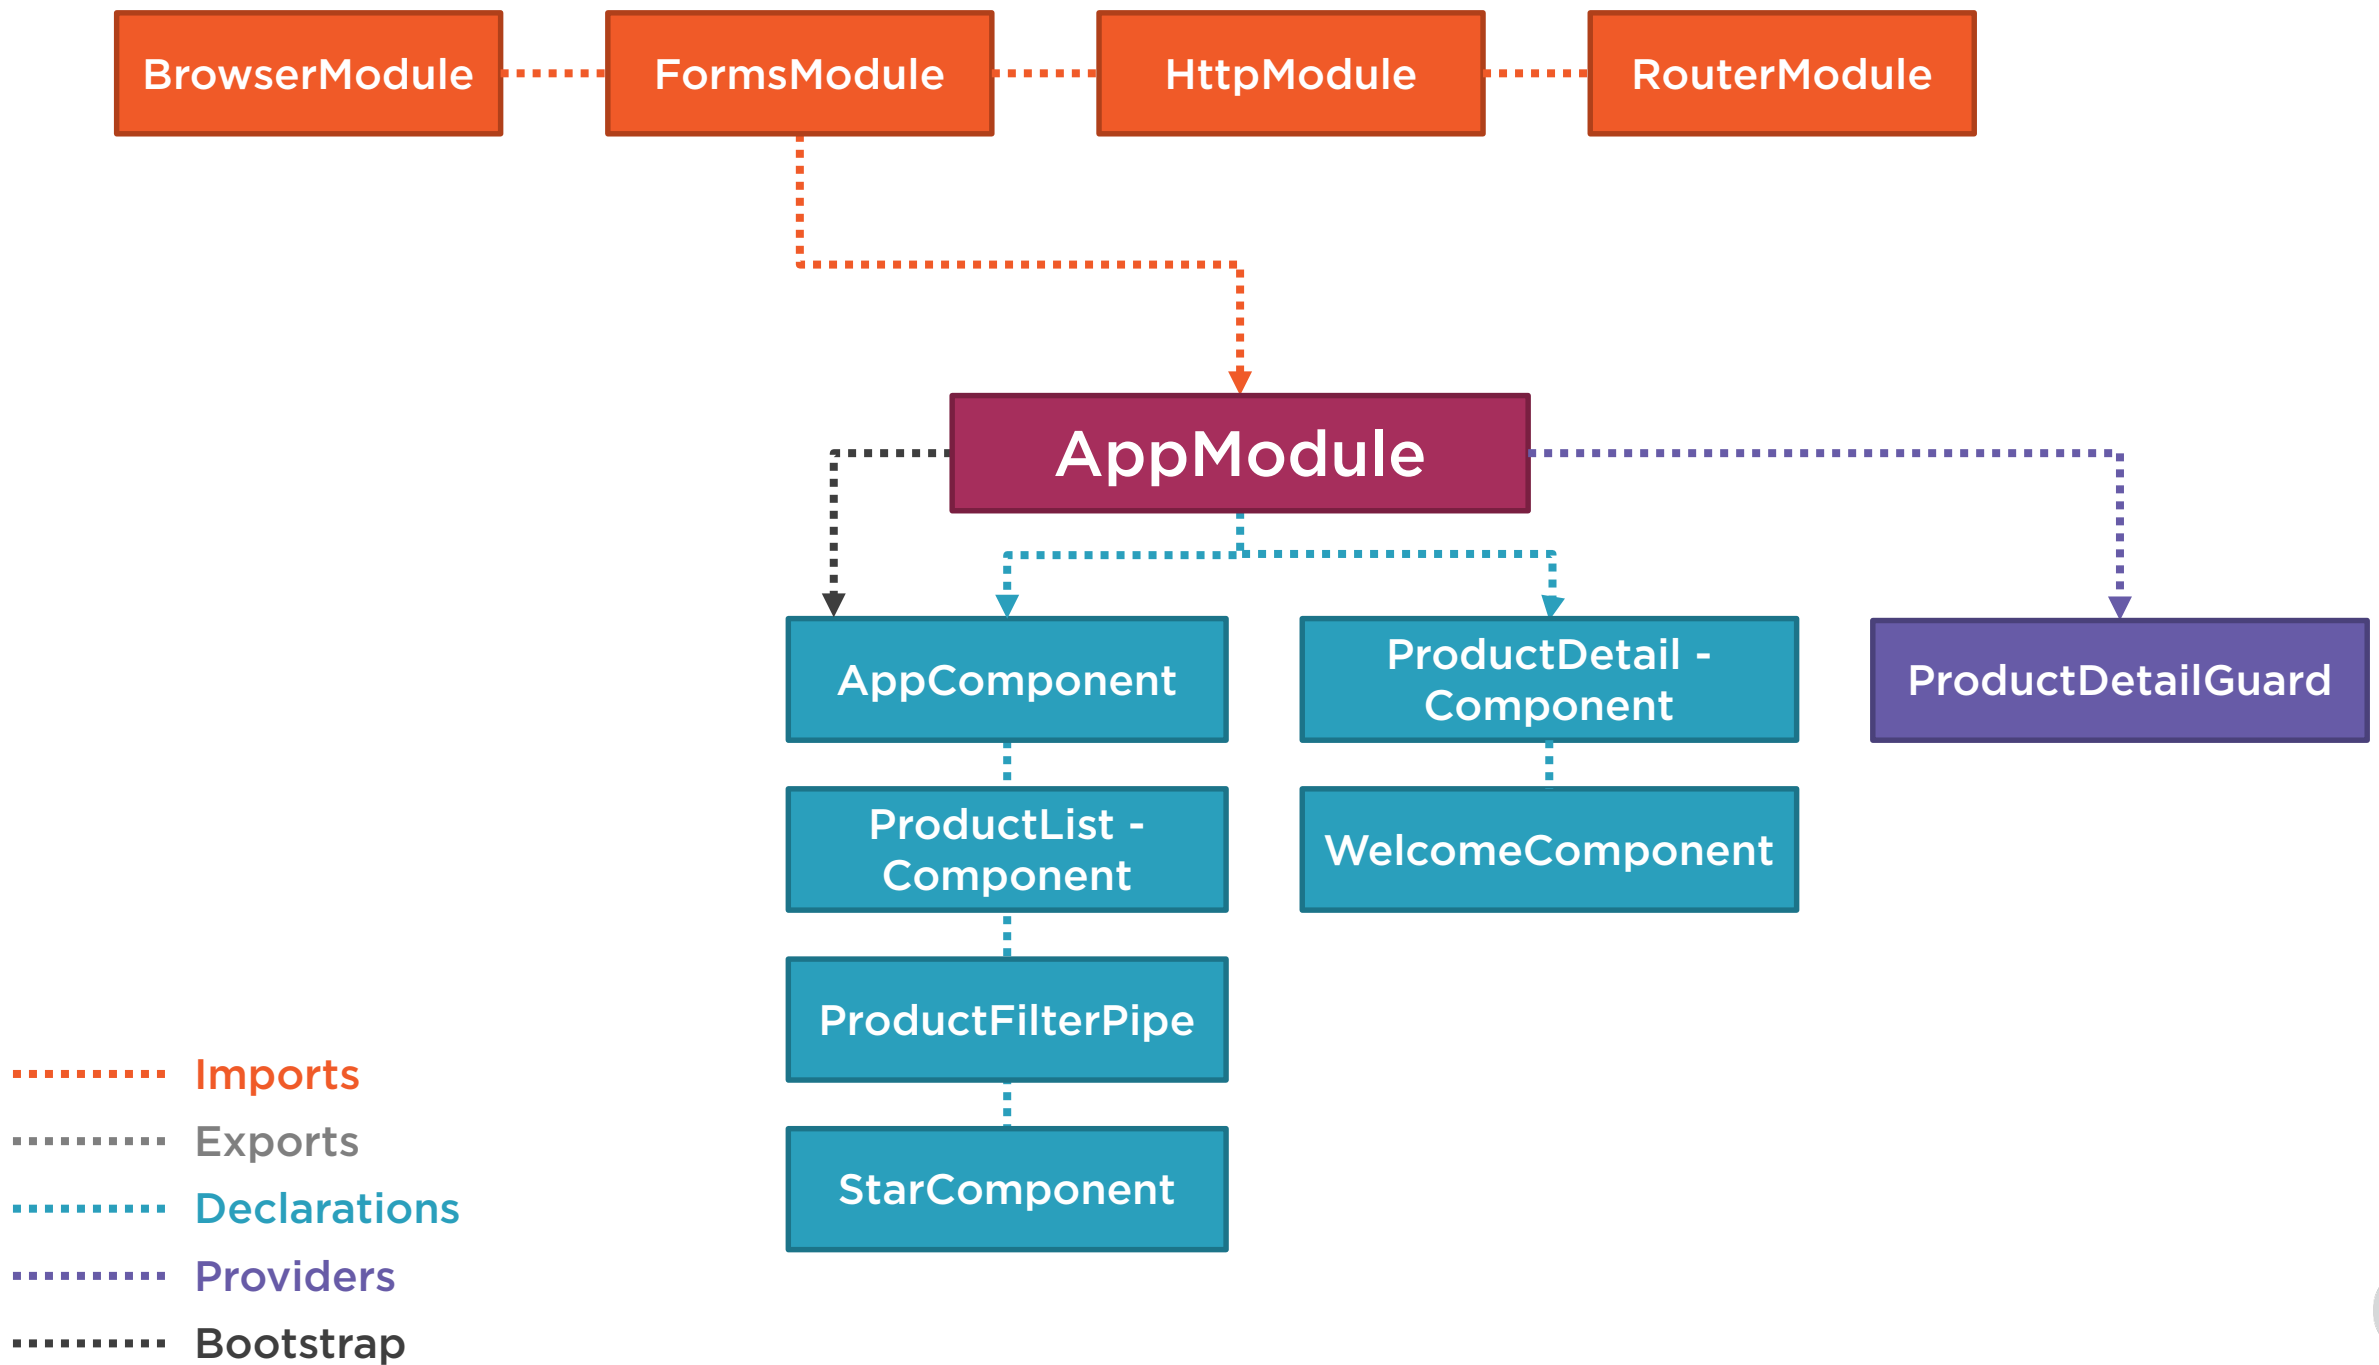 BrowserModule
FormsModule
HttpModule
RouterModule
AppModule
AppComponent
ProductDetail -
Component
ProductDetailGuard
ProductList -
Component
WelcomeComponent
ProductFilterPipe
StarComponent
Imports
Exports
Declarations
Providers
Bootstrap